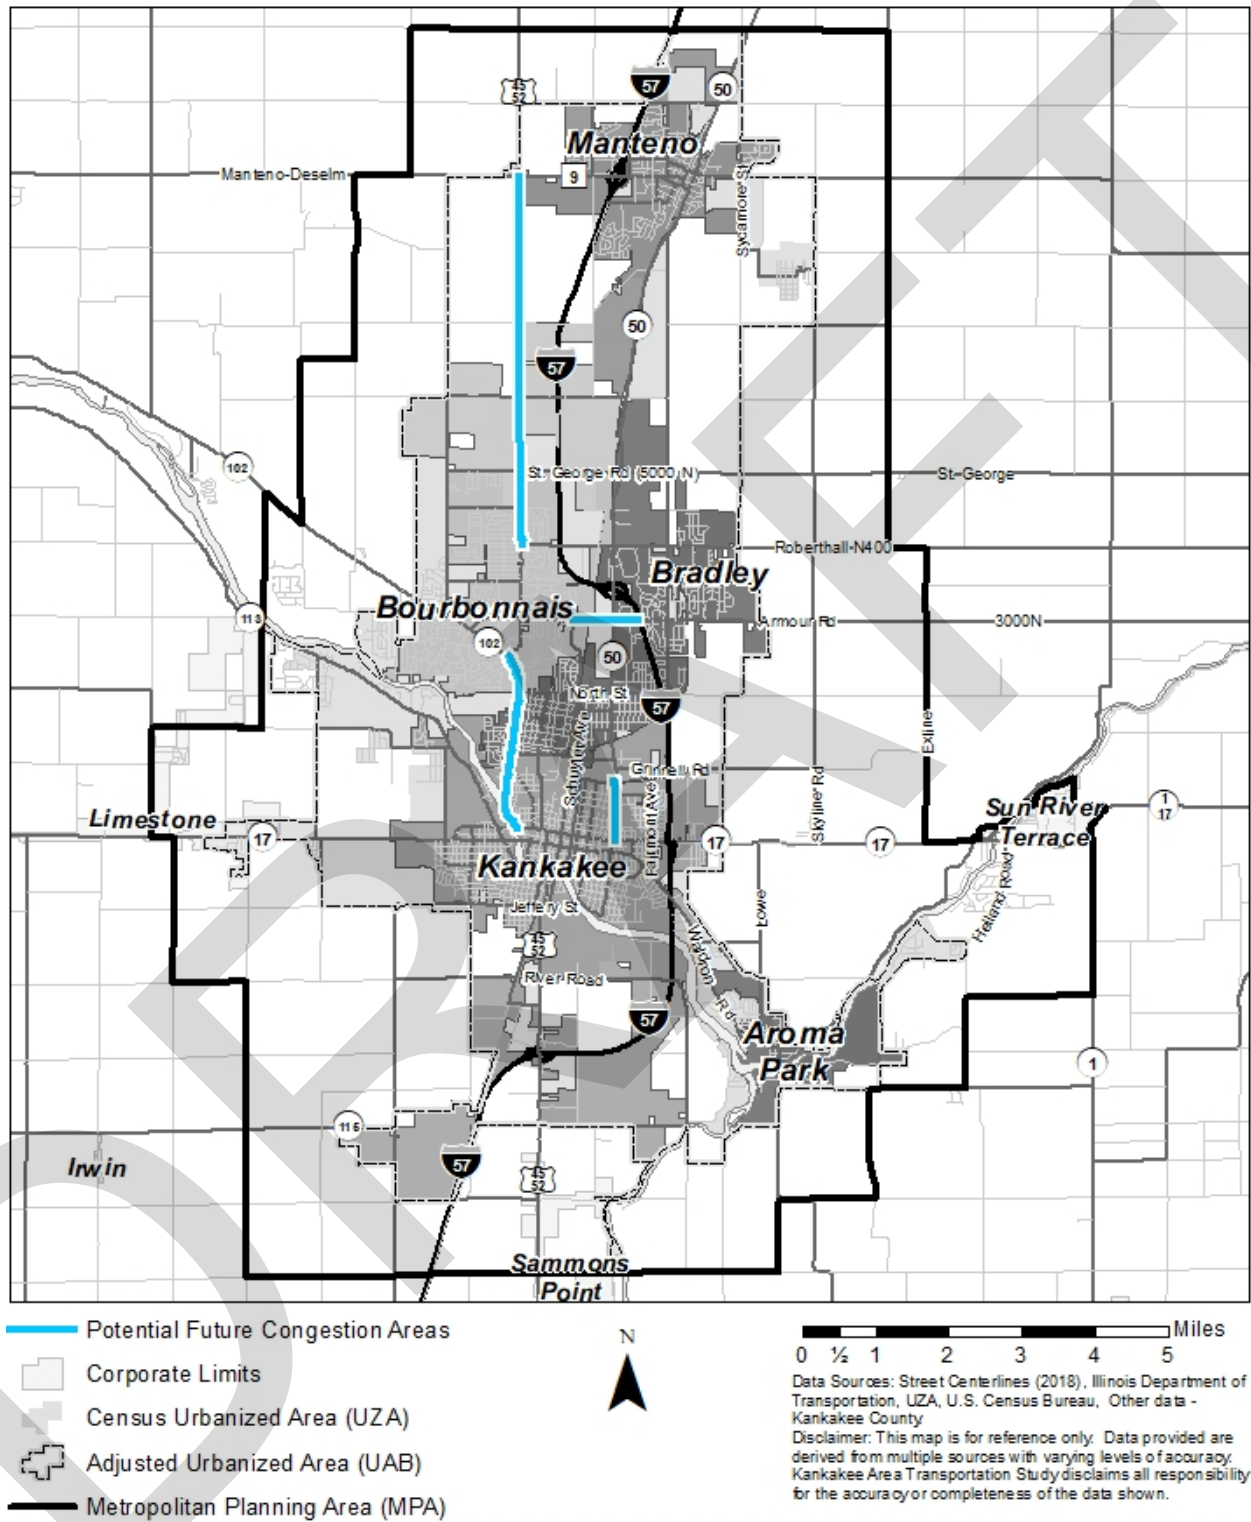 57
50
45
52
Manteno
Manteno-Deselm
9
Sycamore St
50
57
102
St. George Rd (5000 N)
St. George
Roberthall-N400
Bradley
Bourbonnais
113
Armour Rd
3000N
102
50
North St
57
Schuyler Ave
Exline
Grinnell Rd
Fairmont Ave
Skyline Rd
Limestone
17
Sun River
Terrace
1
17
17
17
Kankakee
Jeffery St
Lowe
Heiland Road
45
52
Waldron Rd
River Road
57
Aroma
Park
1
115
Irwin
57
45
52
Sammons
Point
DRAFT
Potential Future Congestion Areas
Corporate Limits
Census Urbanized Area (UZA)
Adjusted Urbanized Area (UAB)
Metropolitan Planning Area (MPA)
N
Miles
0 ½ 1 2 3 4 5
Data Sources: Street Centerlines (2018), Illinois Department of
Transportation, UZA, U.S. Census Bureau, Other data -
Kankakee County
Disclaimer: This map is for reference only. Data provided are
derived from multiple sources with varying levels of accuracy.
Kankakee Area Transportation Study disclaims all responsibility
for the accuracy or completeness of the data shown.